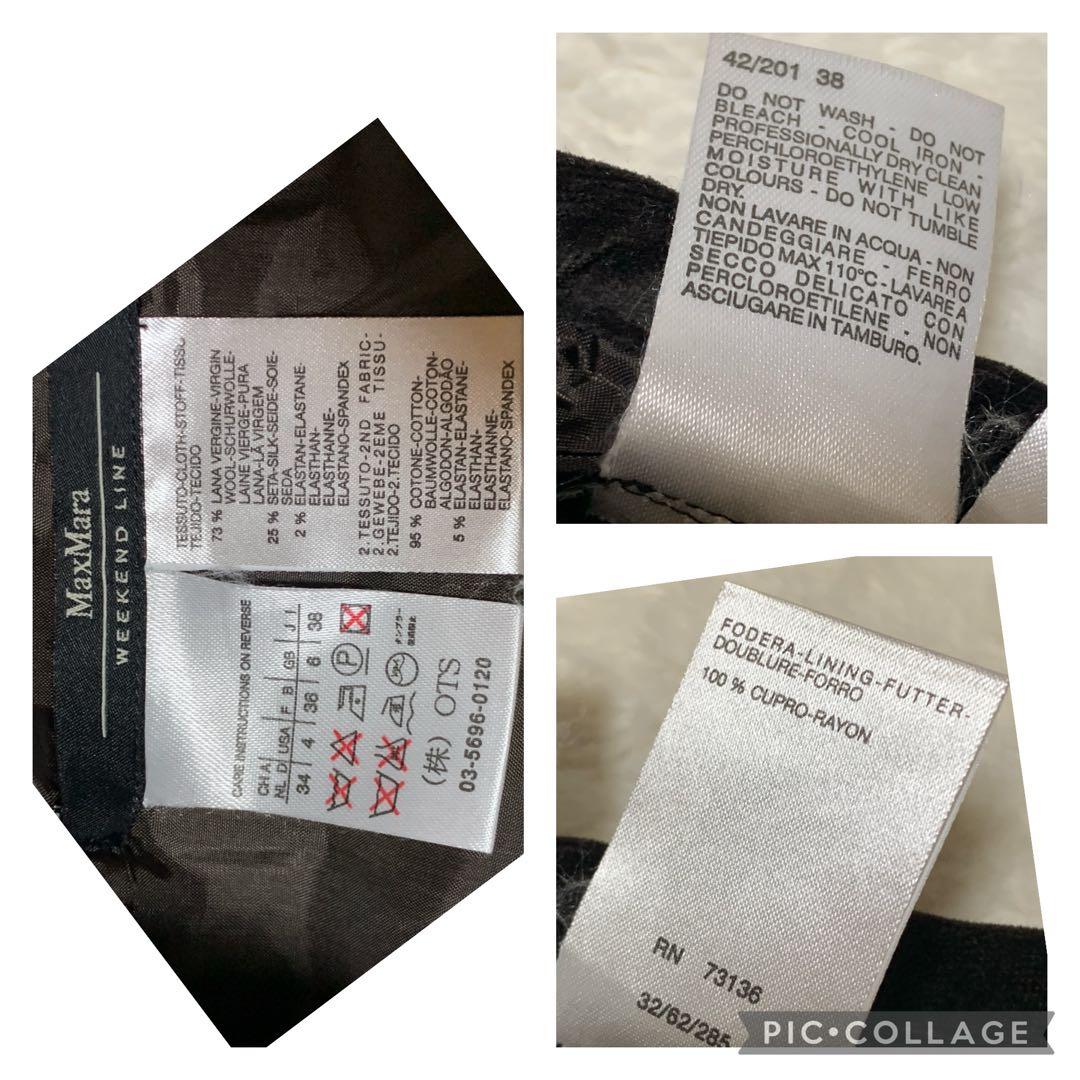 MaxMara
WEEKEND LINE
TESSUTO-CLOTH-STOFF-TISSU
TEJIDO-TECIDO
73 % LANA VERGINE-VIRGIN
WOOL-SCHURWOLLE-
LAINE VIERGE-PURA
LANA-LÃ VIRGEM
25 % SETA-SILK-SEIDE-SOIE-
SEDA
2 % ELASTAN-ELASTANE-
ELASTHAN-
ELASTHANNE-
ELASTANO-SPANDEX
2.TESSUTO-2ND FABRIC-
2.GEWEBE-2EME TISSU-
2.TEJIDO-2.TECIDO
95 % COTONE-COTTON-
BAUMWOLLE-COTON-
ALGODON-ALGODÃO
5 % ELASTAN-ELASTANE-
ELASTHAN-
ELASTHANNE-
ELASTANO-SPANDEX
CARE INSTRUCTIONS ON REVERSE
CH A
NL D USA F B GB J I
34 4 36 6 38
P
タンブラー
(株) OTS
03-5696-0120
42/201 38
DO NOT WASH - DO NOT
BLEACH - COOL IRON -
PROFESSIONALLY DRY CLEAN
PERCHLOROETHYLENE LOW
MOISTURE WITH LIKE
COLOURS - DO NOT TUMBLE
DRY.
NON LAVARE IN ACQUA - NON
CANDEGGIARE - FERRO
TIEPIDO MAX 110°C - LAVARE A
SECCO DELICATO CON
PERCLOROETILENE - NON
ASCIUGARE IN TAMBURO.
FODERA-LINING-FUTTER-
DOUBLURE-FORRO
100 % CUPRO-RAYON
RN 73136
32/62/285
PIC•COLLAGE